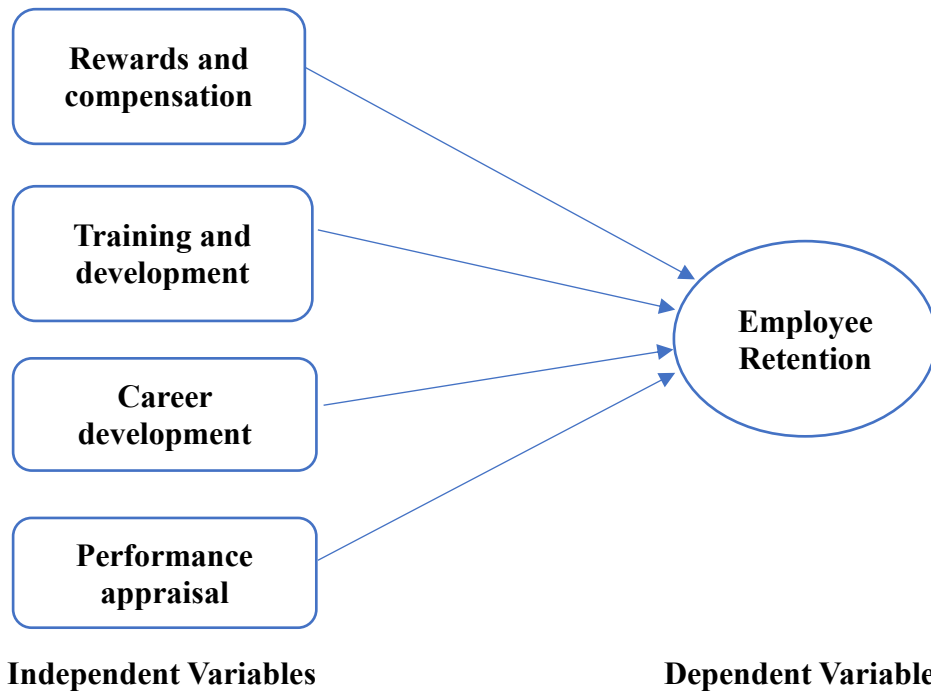 Rewards and
compensation
Training and
development
Career
development
Performance
appraisal
Employee
Retention
Independent Variables
Dependent Variable